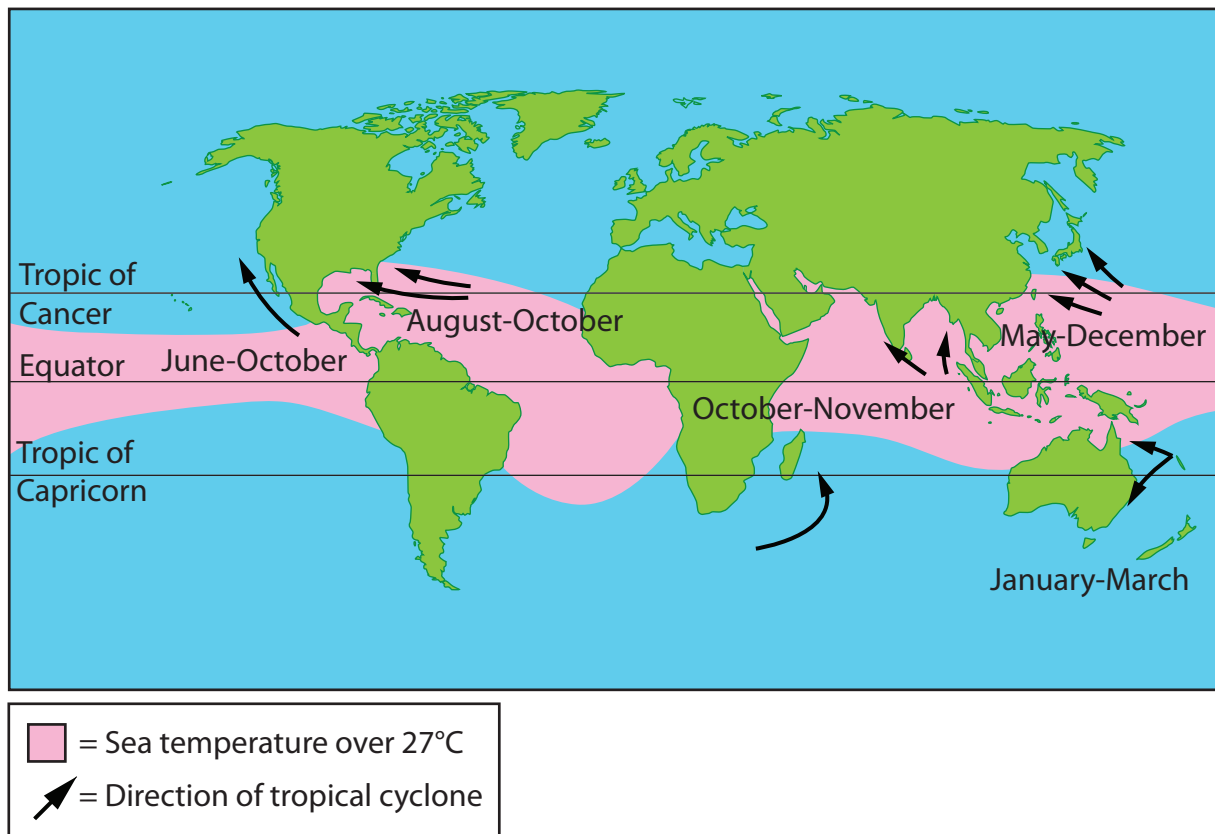 Tropic of
Cancer
August-October
May-December
Equator
June-October
October-November
Tropic of
Capricorn
January-March
= Sea temperature over 27°C
= Direction of tropical cyclone